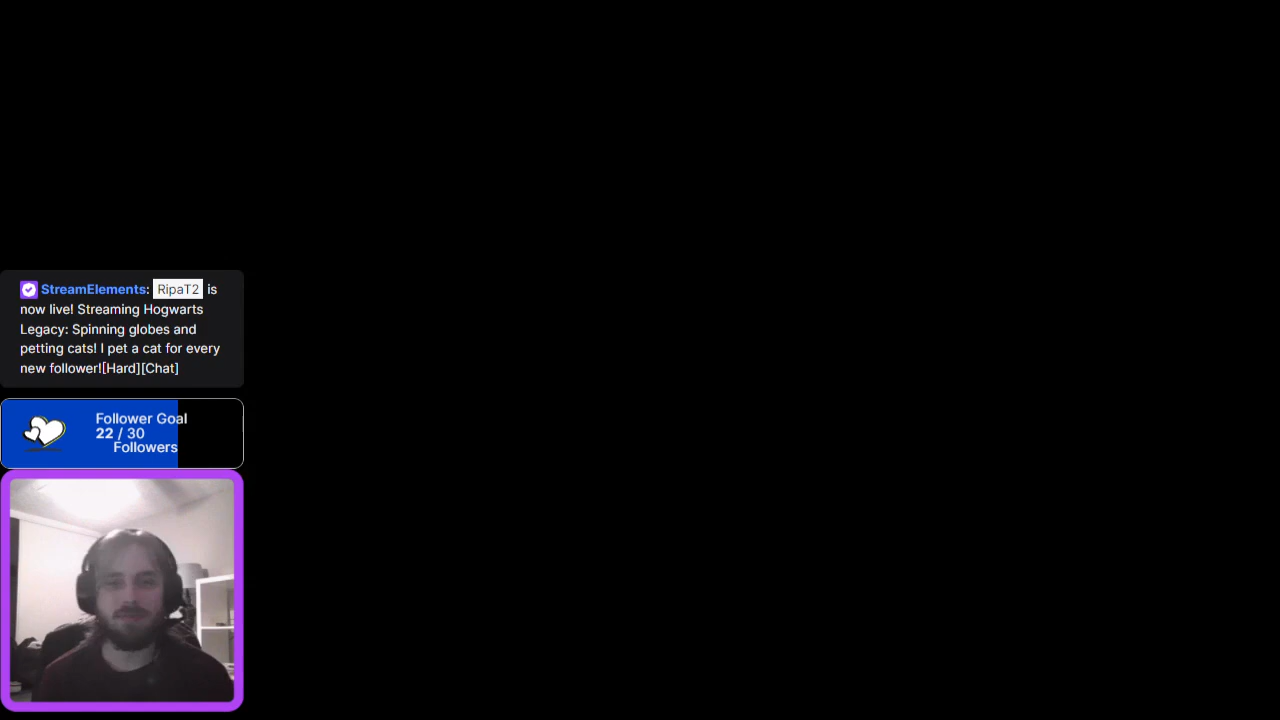 StreamElements: RipaT2 is
now live! Streaming Hogwarts
Legacy: Spinning globes and
petting cats! I pet a cat for every
new follower![Hard][Chat]
Follower Goal
22 / 30
Followers